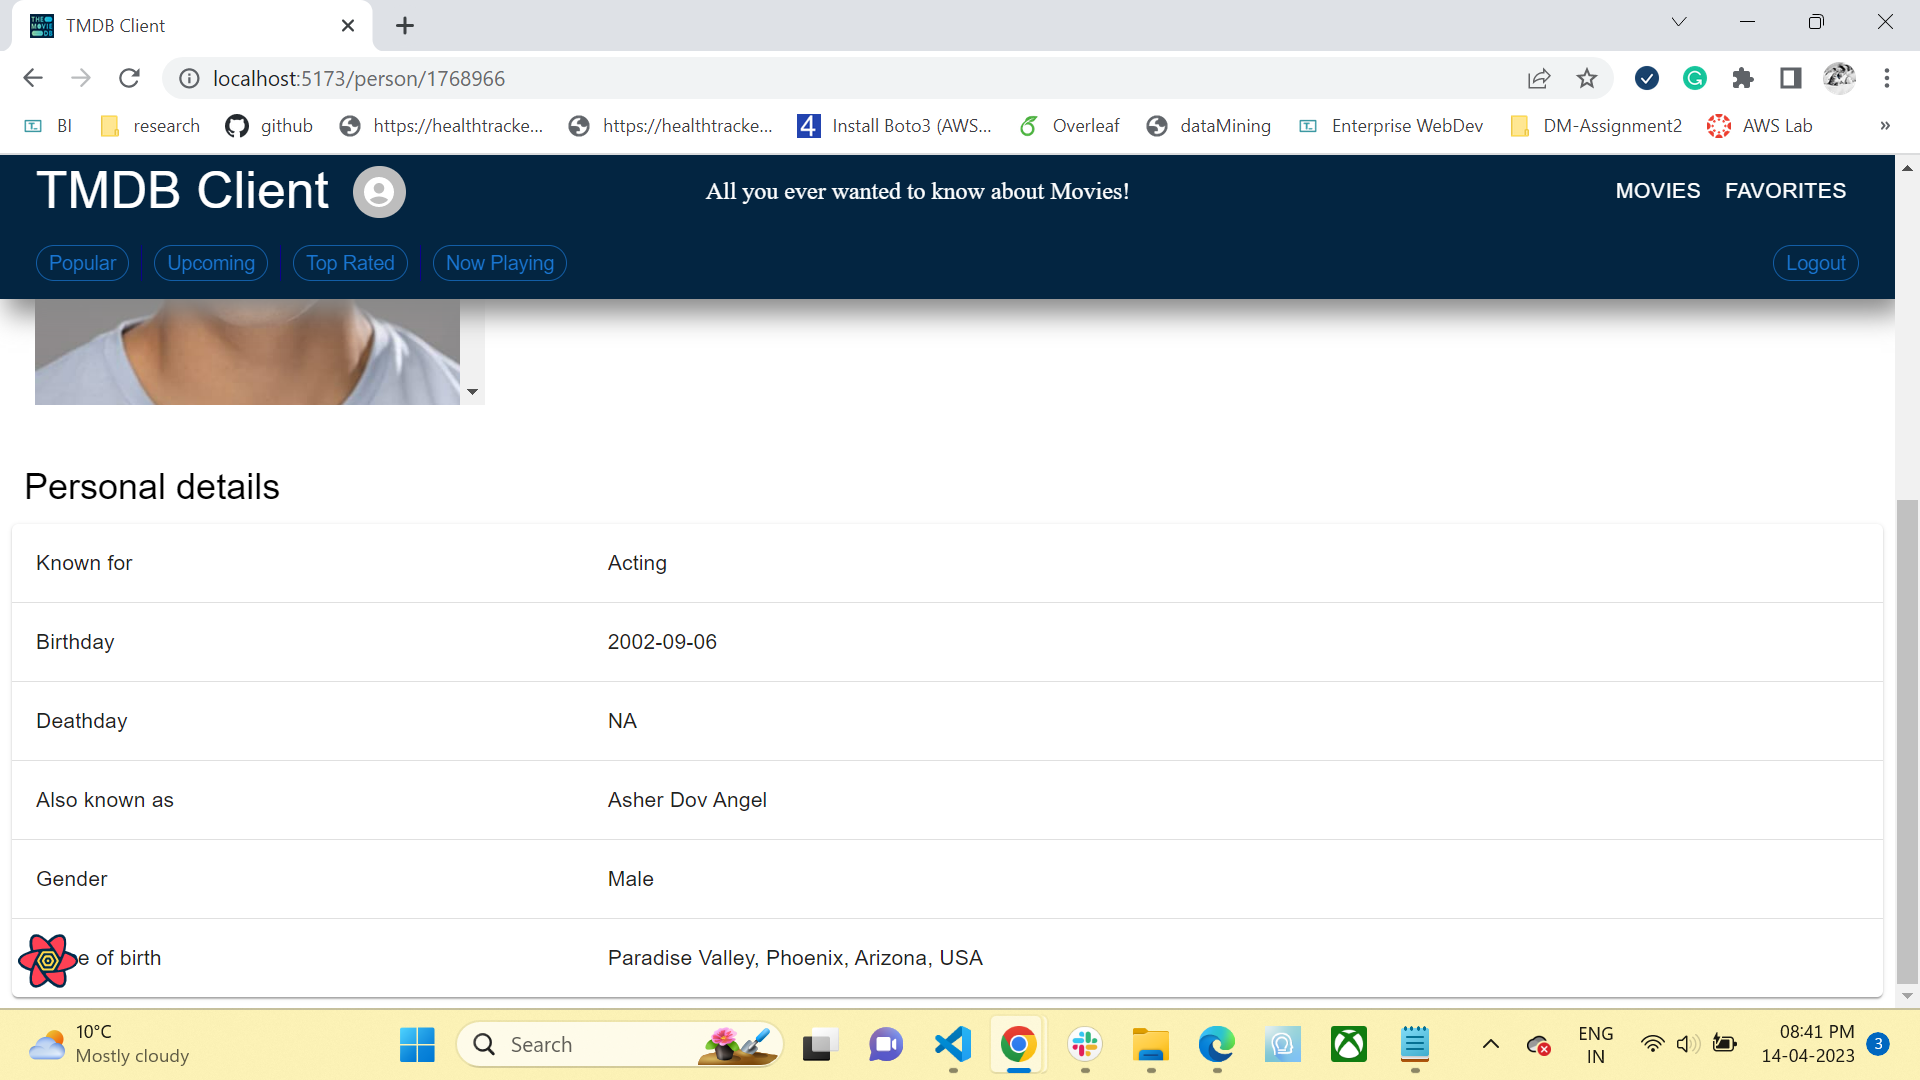 TMDB Client
localhost:5173/person/1768966
BI
research
github
https://healthtracke...
https://healthtracke...
4
Install Boto3 (AWS...
Overleaf
dataMining
Enterprise WebDev
DM-Assignment2
AWS Lab
»
TMDB Client
All you ever wanted to know about Movies!
MOVIES
FAVORITES
Popular
Upcoming
Top Rated
Now Playing
Logout
Personal details
Known for
Acting
Birthday
2002-09-06
Deathday
NA
Also known as
Asher Dov Angel
Gender
Male
e of birth
Paradise Valley, Phoenix, Arizona, USA
10°C
Mostly cloudy
Search
ENG
IN
08:41 PM
14-04-2023
3